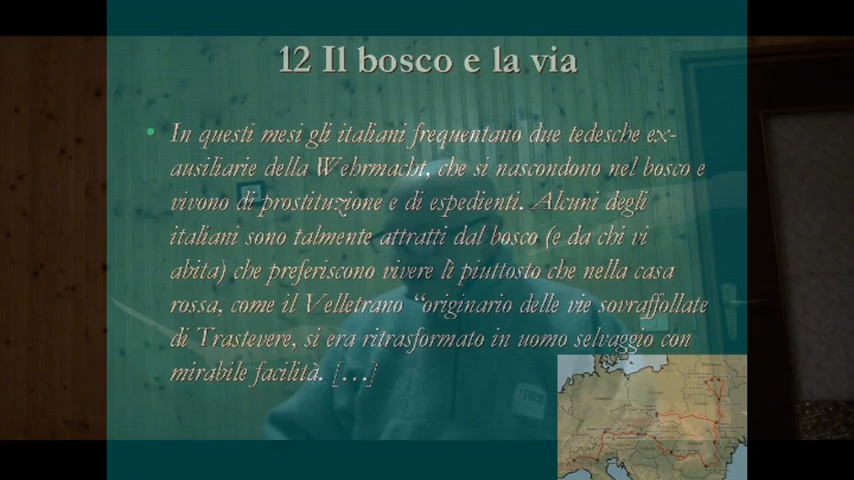 12 Il bosco e la via
• In questi mesi gli italiani frequentano due tedesche ex-
ausiliarie della Wehrmacht, che si nascondono nel bosco e
vivono di prostituzione e di espedienti. Alcuni degli
italiani sono talmente attratti dal bosco (e da chi vi
abita) che preferiscono vivere lì piuttosto che nella casa
rossa, come il Velletrano “originario delle vie sovraffollate
di Trastevere, si era ritrasformato in uomo selvaggio con
mirabile facilità. […]